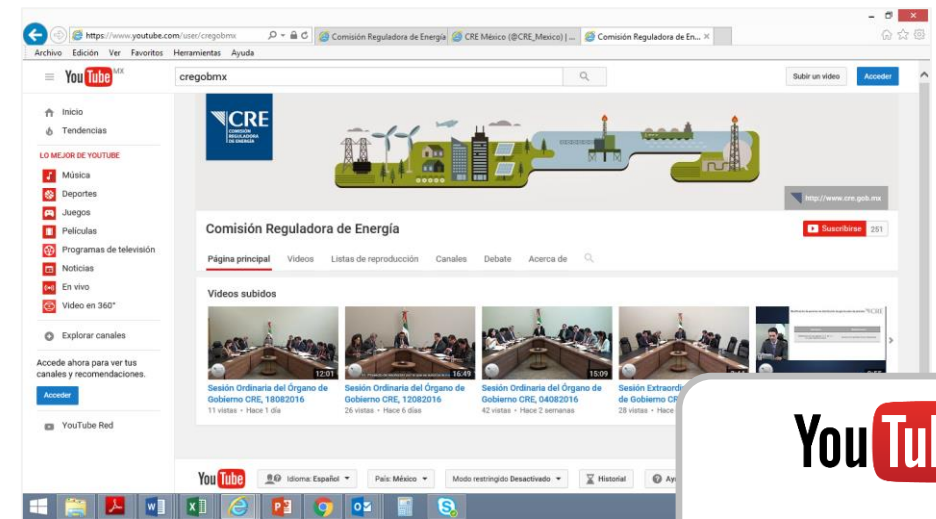 https://www.youtube.com/user/cregobmx
Comisión Reguladora de Energía
CRE México (@CRE_Mexico) | ...
Comisión Reguladora de En...
Archivo Edición Ver Favoritos Herramientas Ayuda
YouTube MX
cregobmx
Subir un video
Acceder
Inicio
Tendencias
LO MEJOR DE YOUTUBE
Música
Deportes
Juegos
Películas
Programas de televisión
Noticias
En vivo
Video en 360°
Explorar canales
Accede ahora para ver tus
canales y recomendaciones.
Acceder
YouTube Red
CRE
COMISIÓN
REGULADORA
DE ENERGÍA
http://www.cre.gob.mx
Comisión Reguladora de Energía
Suscribirse 251
Página principal Videos Listas de reproducción Canales Debate Acerca de
Videos subidos
12:01
Sesión Ordinaria del Órgano de
Gobierno CRE, 18082016
11 vistas • Hace 1 día
16:49
Sesión Ordinaria del Órgano de
Gobierno CRE, 12082016
26 vistas • Hace 6 días
15:09
Sesión Ordinaria del Órgano de
Gobierno CRE, 04082016
42 vistas • Hace 2 semanas
Sesión Extraordi
de Gobierno CR
28 vistas • Hace
YouTube
Idioma: Español
País: México
Modo restringido Desactivado
Historial
Ay
You Tu